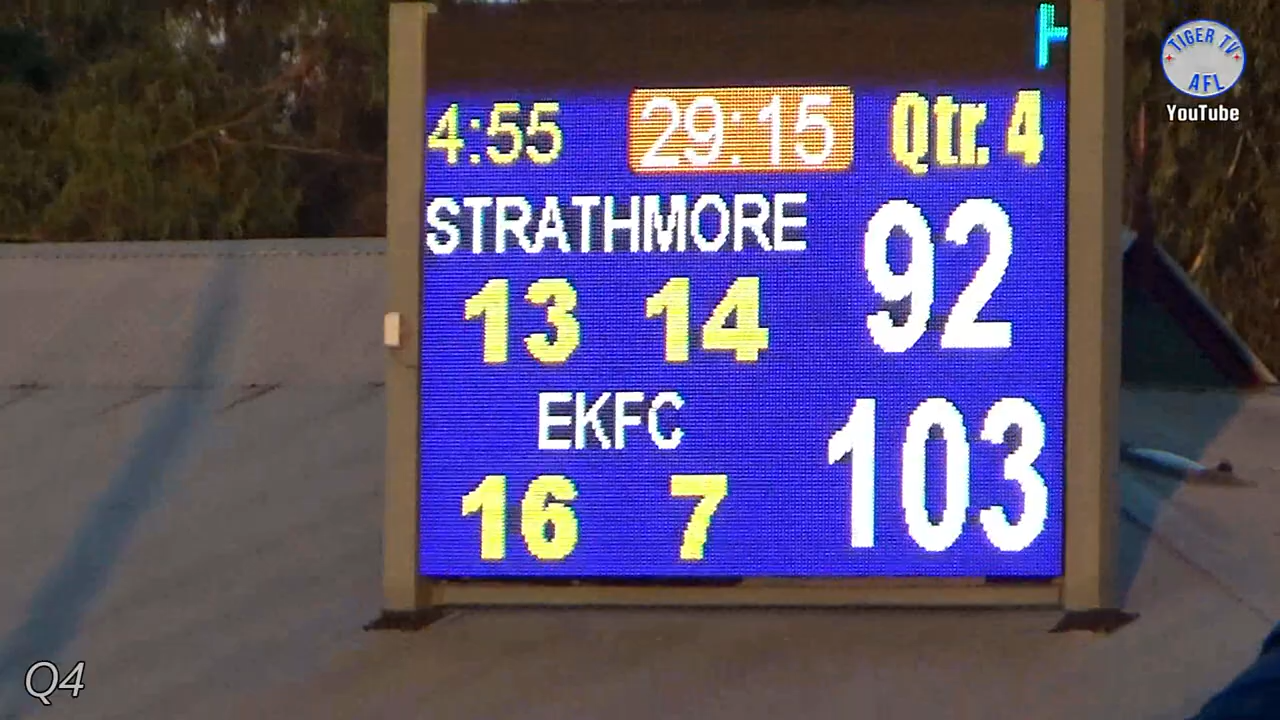 TIGER TV
AFL
YouTube
4:55 29:15 Qtr. 4
STRATHMORE
13 14 92
EKFC
16 7 103
Q4